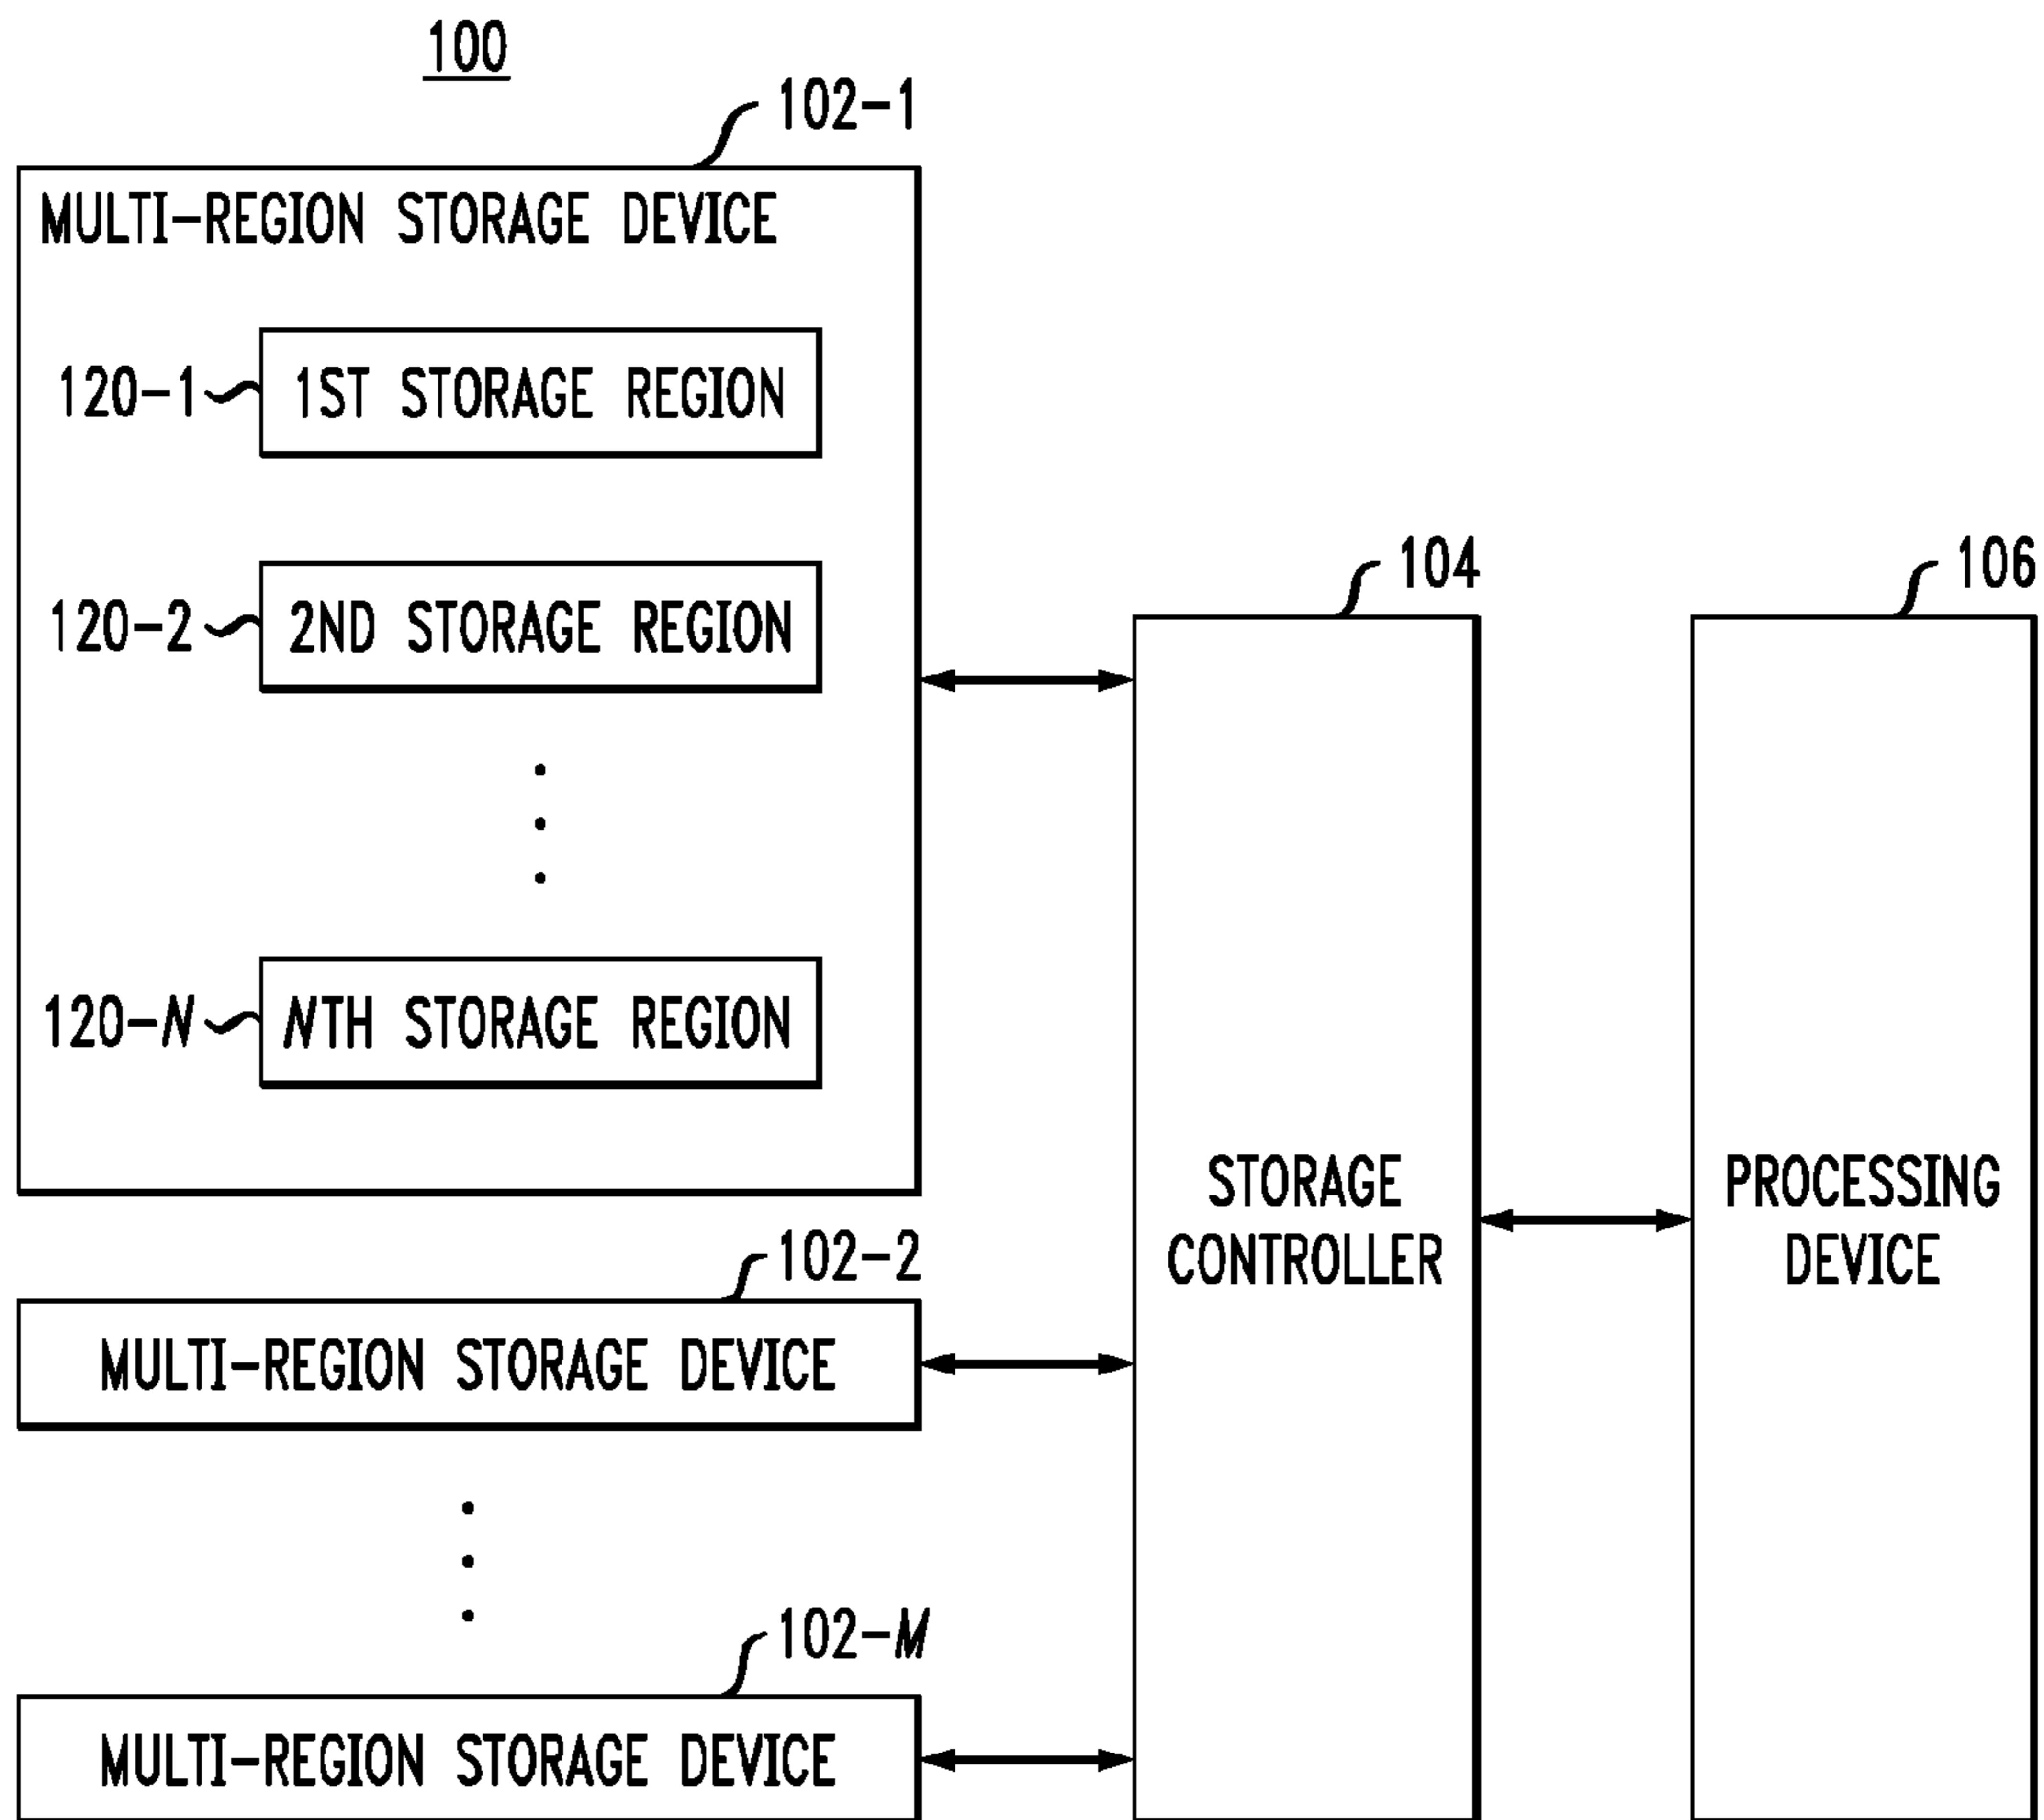 100
102-1
MULTI-REGION STORAGE DEVICE
120-1
1ST STORAGE REGION
120-2
2ND STORAGE REGION
120-N
NTH STORAGE REGION
104
STORAGE
CONTROLLER
106
PROCESSING
DEVICE
102-2
MULTI-REGION STORAGE DEVICE
102-M
MULTI-REGION STORAGE DEVICE